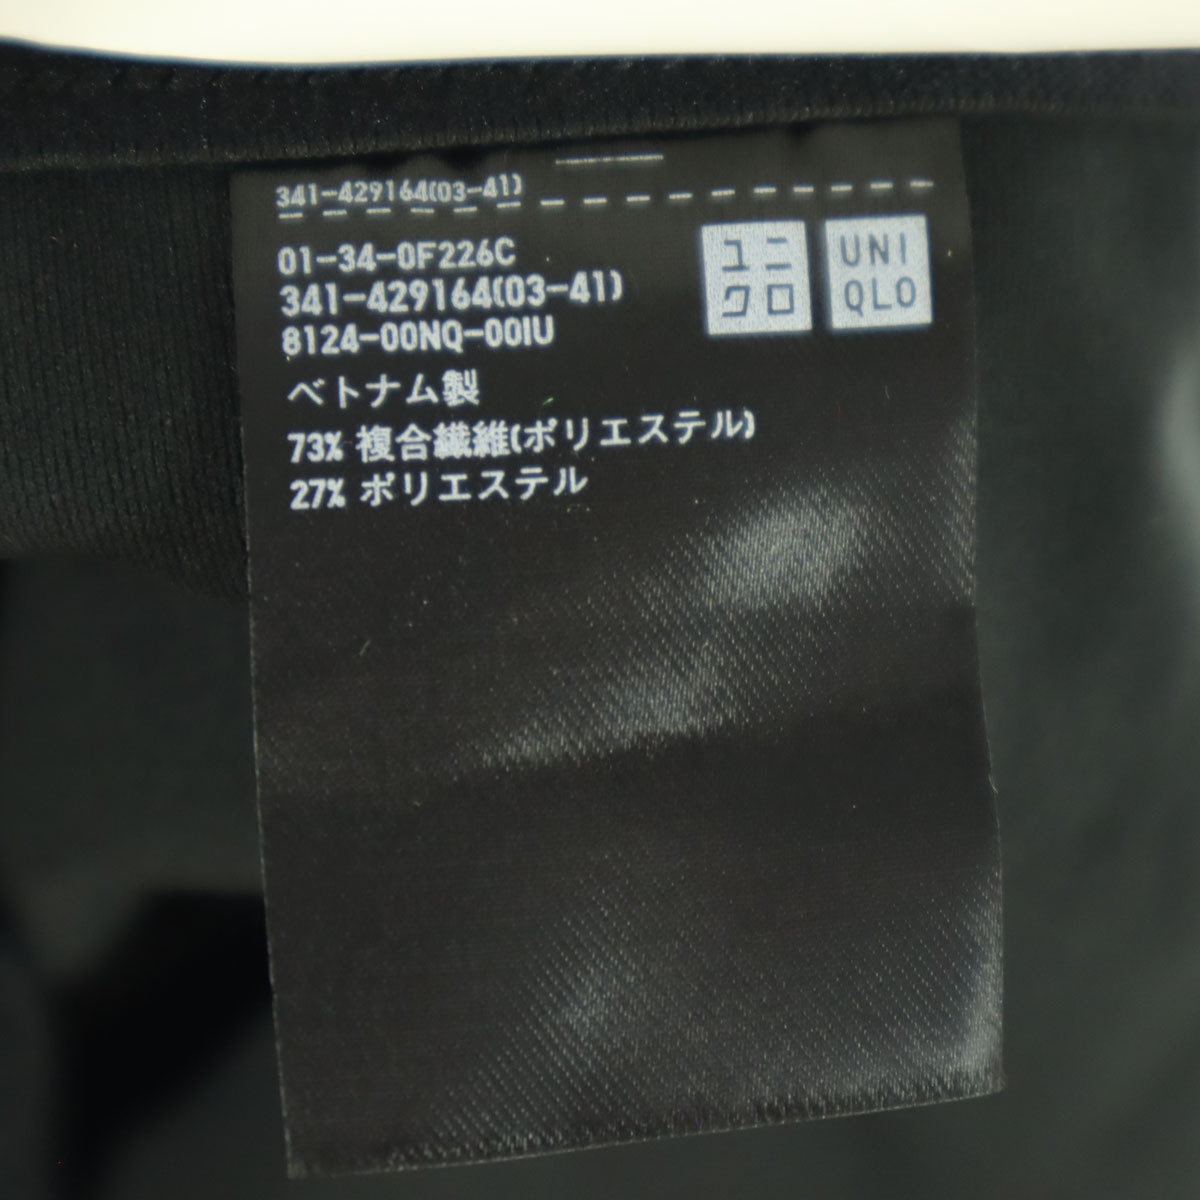 341-429164(03-41)
01-34-0F226C
341-429164(03-41)
8124-00NQ-00IU
ユニ
クロ
UNI
QLO
ベトナム製
73% 複合繊維(ポリエステル)
27% ポリエステル